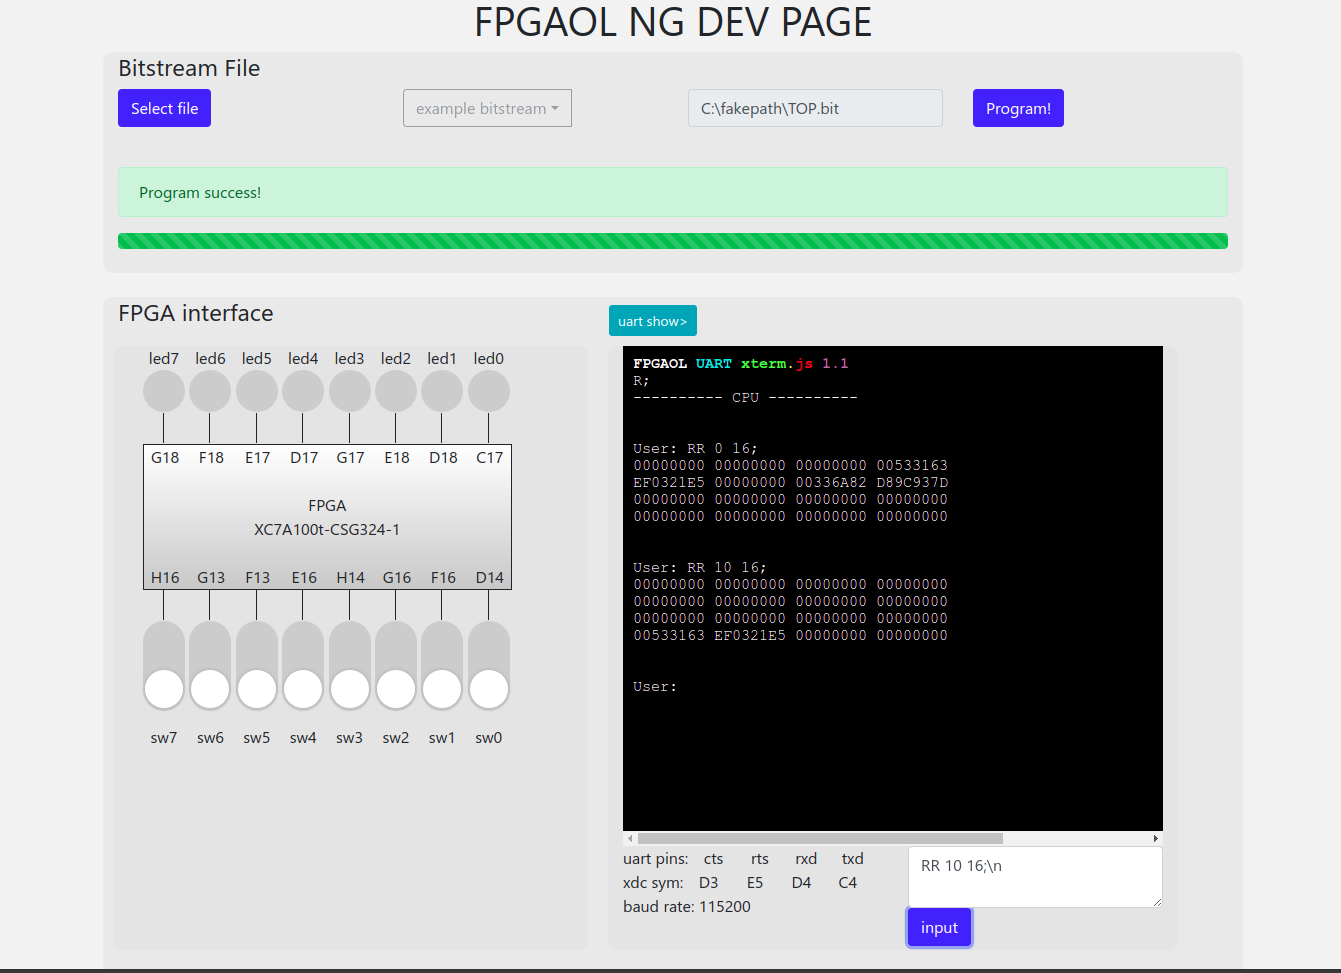 FPGAOL NG DEV PAGE
Bitstream File
Select file
example bitstream
C:\fakepath\TOP.bit
Program!
Program success!
FPGA interface
led7 led6 led5 led4 led3 led2 led1 led0
G18 F18 E17 D17 G17 E18 D18 C17
FPGA
XC7A100t-CSG324-1
H16 G13 F13 E16 H14 G16 F16 D14
sw7 sw6 sw5 sw4 sw3 sw2 sw1 sw0
uart show>
FPGAOL UART xterm.js 1.1
R;
---------- CPU ----------
User: RR 0 16;
00000000 00000000 00000000 00533163
EF0321E5 00000000 00336A82 D89C937D
00000000 00000000 00000000 00000000
00000000 00000000 00000000 00000000
User: RR 10 16;
00000000 00000000 00000000 00000000
00000000 00000000 00000000 00000000
00000000 00000000 00000000 00000000
00533163 EF0321E5 00000000 00000000
User:
uart pins: cts rts rxd txd
xdc sym: D3 E5 D4 C4
baud rate: 115200
RR 10 16;\n
input